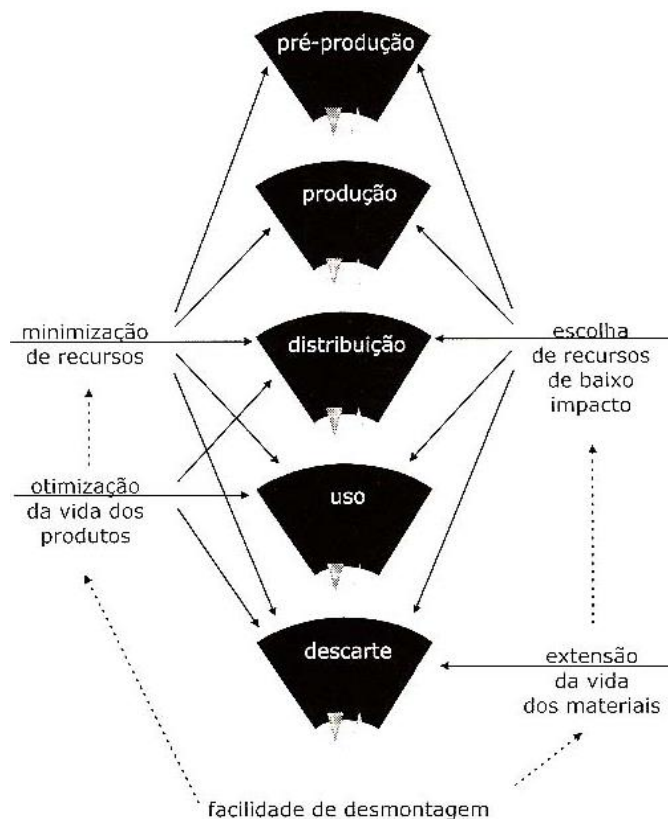 pré-produção
produção
minimização
de recursos
distribuição
escolha
de recursos
de baixo
impacto
otimização
da vida dos
produtos
uso
descarte
extensão
da vida
dos materiais
facilidade de desmontagem